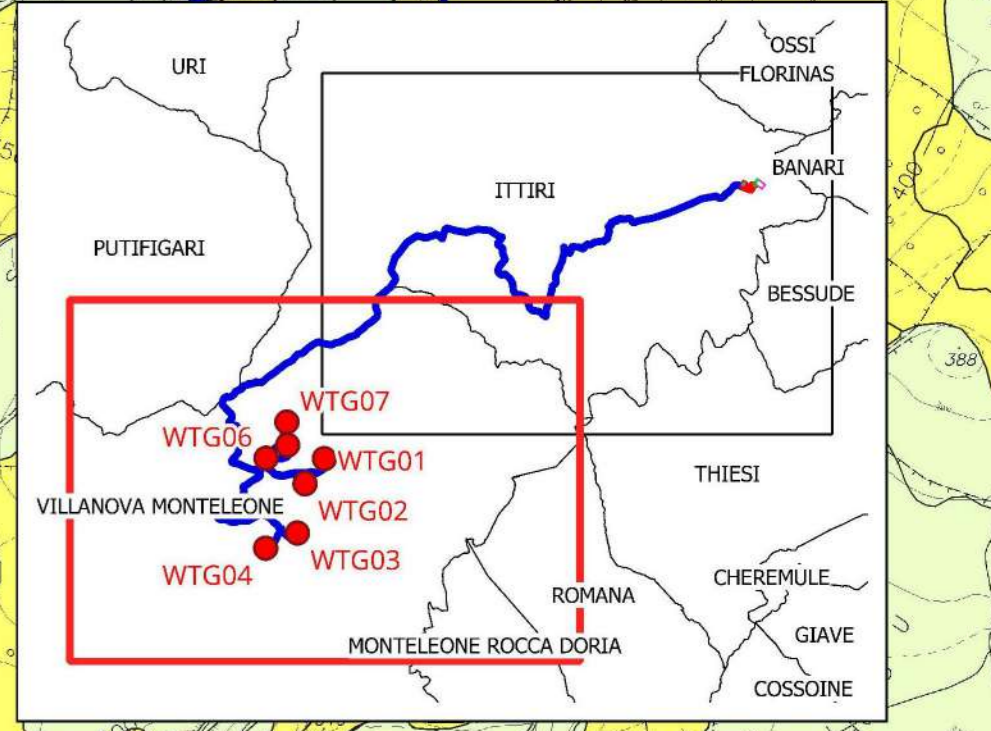 OSSI
URI
FLORINAS
BANARI
ITTIRI
400
PUTIFIGARI
BESSUDE
388
WTG07
WTG06
WTG01
THIESI
VILLANOVA MONTELEONE
WTG02
WTG03
WTG04
CHEREMULE
ROMANA
GIAVE
MONTELEONE ROCCA DORIA
COSSOINE